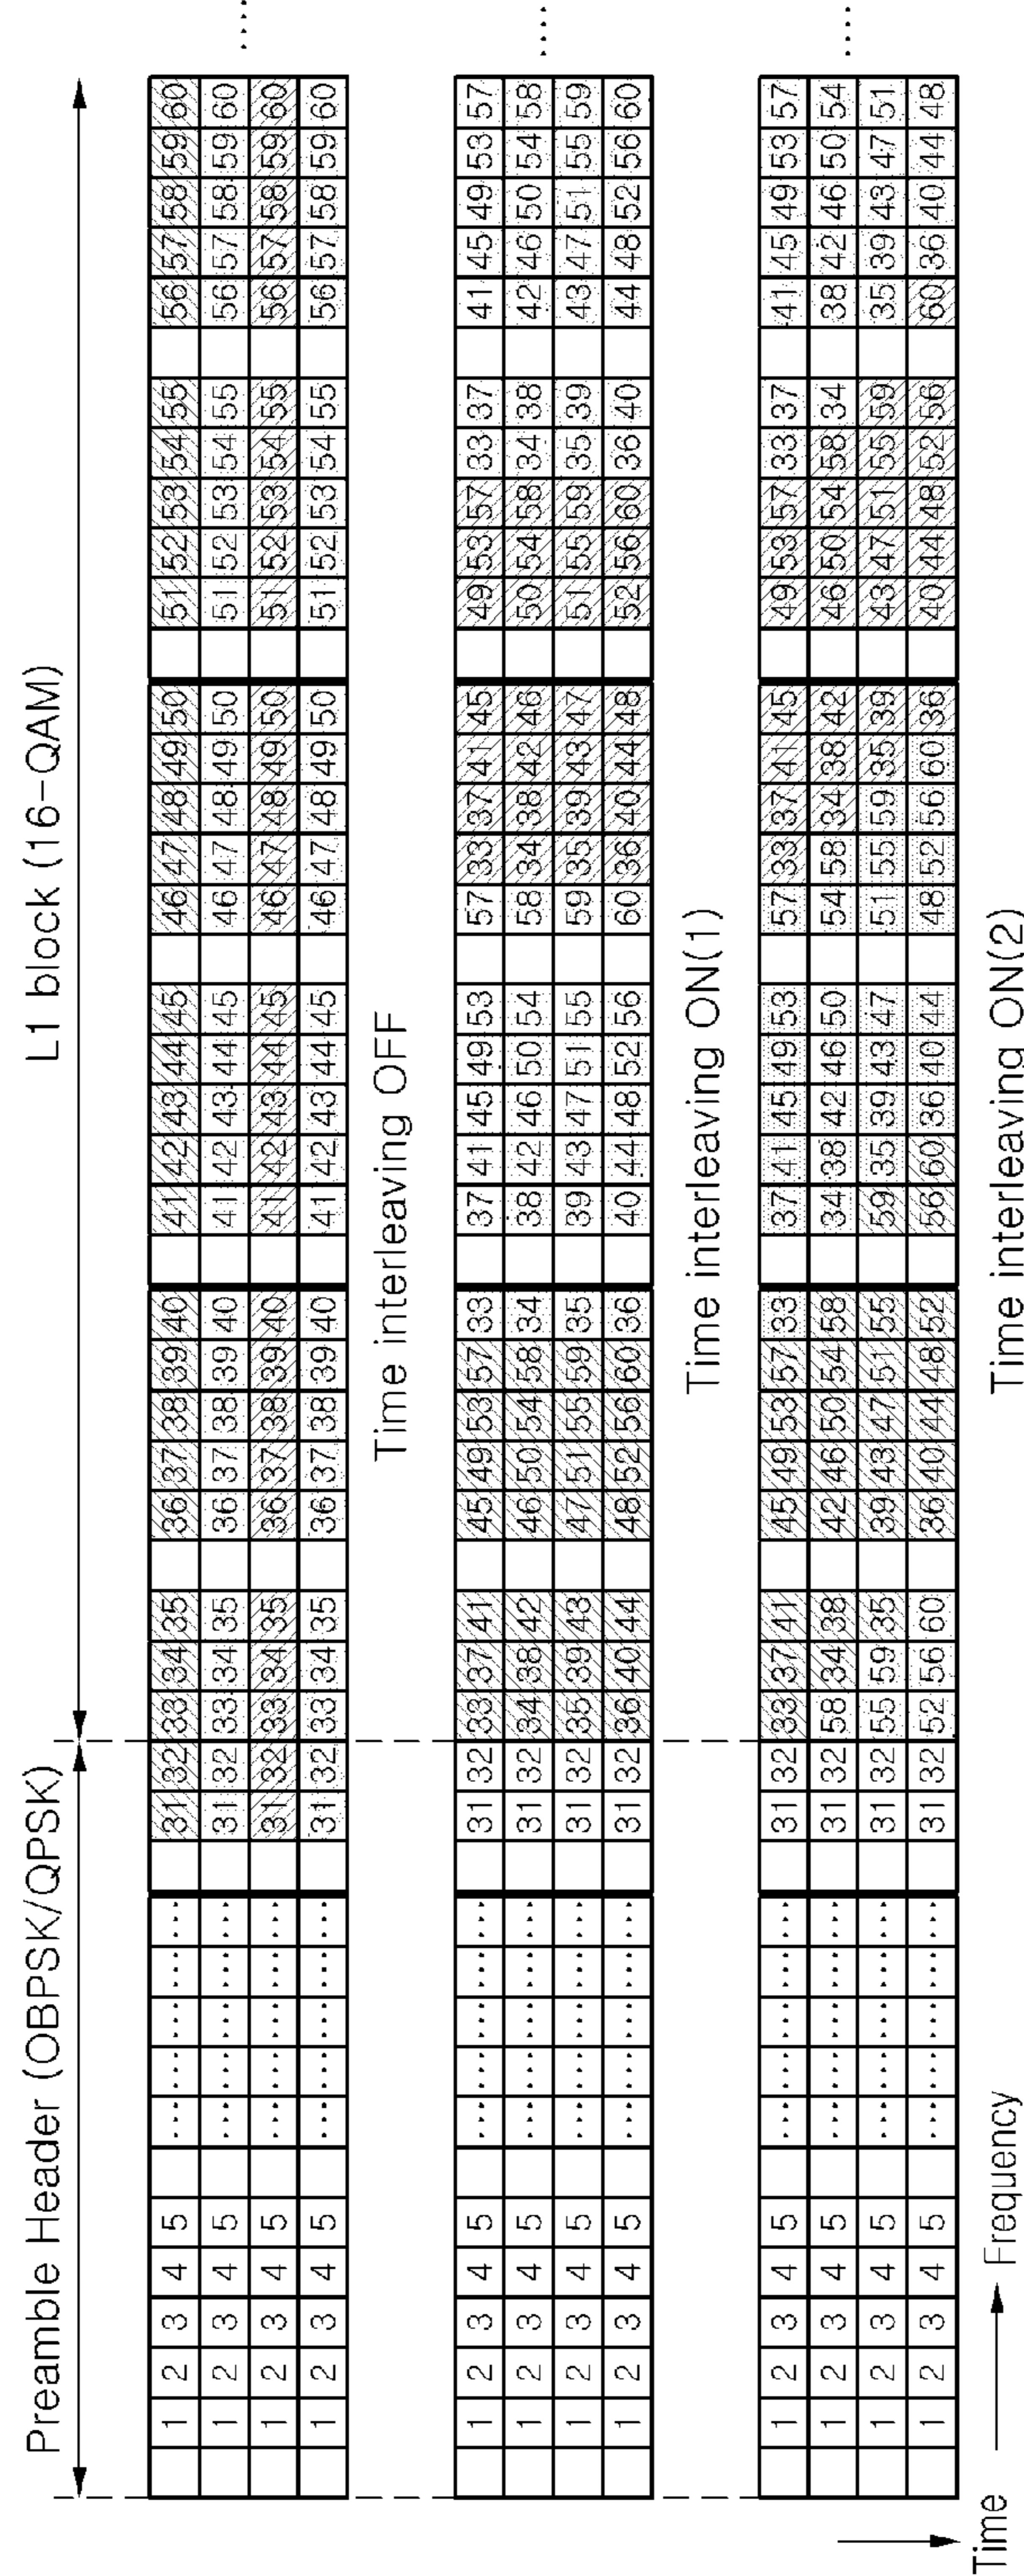 Preamble Header (OBPSK/QPSK) L1 block (16-QAM)
1 2 3 4 5 ..... ..... ..... ..... ..... 31 32 33 34 35 36 37 38 39 40 41 42 43 44 45 46 47 48 49 50 51 52 53 54 55 56 57 58 59 60 .....
1 2 3 4 5 ..... ..... ..... ..... ..... 31 32 33 34 35 36 37 38 39 40 41 42 43 44 45 46 47 48 49 50 51 52 53 54 55 56 57 58 59 60
1 2 3 4 5 ..... ..... ..... ..... ..... 31 32 33 34 35 36 37 38 39 40 41 42 43 44 45 46 47 48 49 50 51 52 53 54 55 56 57 58 59 60
1 2 3 4 5 ..... ..... ..... ..... ..... 31 32 33 34 35 36 37 38 39 40 41 42 43 44 45 46 47 48 49 50 51 52 53 54 55 56 57 58 59 60
Time interleaving OFF
1 2 3 4 5 ..... ..... ..... ..... ..... 31 32 33 37 41 45 49 53 57 33 37 41 45 49 53 57 33 37 41 45 49 53 57 33 37 41 45 49 53 57 .....
1 2 3 4 5 ..... ..... ..... ..... ..... 31 32 34 38 42 46 50 54 58 34 38 42 46 50 54 58 34 38 42 46 50 54 58 34 38 42 46 50 54 58
1 2 3 4 5 ..... ..... ..... ..... ..... 31 32 35 39 43 47 51 55 59 35 39 43 47 51 55 59 35 39 43 47 51 55 59 35 39 43 47 51 55 59
1 2 3 4 5 ..... ..... ..... ..... ..... 31 32 36 40 44 48 52 56 60 36 40 44 48 52 56 60 36 40 44 48 52 56 60 36 40 44 48 52 56 60
Time interleaving ON(1)
1 2 3 4 5 ..... ..... ..... ..... ..... 31 32 33 37 41 45 49 53 57 33 37 41 45 49 53 57 33 37 41 45 49 53 57 33 37 41 45 49 53 57 .....
1 2 3 4 5 ..... ..... ..... ..... ..... 31 32 58 34 38 42 46 50 54 58 34 38 42 46 50 54 58 34 38 42 46 50 54 58 34 38 42 46 50 54
1 2 3 4 5 ..... ..... ..... ..... ..... 31 32 55 59 35 39 43 47 51 55 59 35 39 43 47 51 55 59 35 39 43 47 51 55 59 35 39 43 47 51
1 2 3 4 5 ..... ..... ..... ..... ..... 31 32 52 56 60 36 40 44 48 52 56 60 36 40 44 48 52 56 60 36 40 44 48 52 56 60 36 40 44 48
Time interleaving ON(2)
Time Frequency